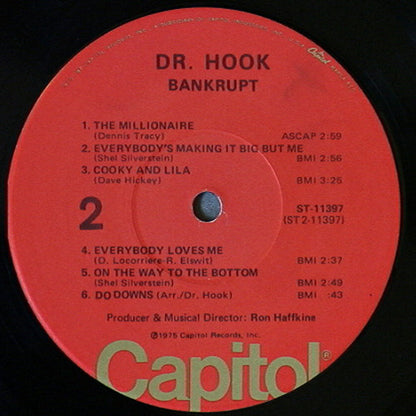 DR. HOOK
BANKRUPT
1. THE MILLIONAIRE
(Dennis Tracy) ASCAP 2:59
2. EVERYBODY'S MAKING IT BIG BUT ME
(Shel Silverstein) BMI 2:56
3. COOKY AND LILA
(Dave Hickey) BMI 3:25
2
ST-11397
(ST 2-11397)
4. EVERYBODY LOVES ME
(D. Locorriere-R. Elswit) BMI 2:37
5. ON THE WAY TO THE BOTTOM
(Shel Silverstein) BMI 2:49
6. DO DOWNS (Arr./Dr. Hook) BMI :43
Producer & Musical Director: Ron Haffkine
℗1975 Capitol Records, Inc.
Capitol®